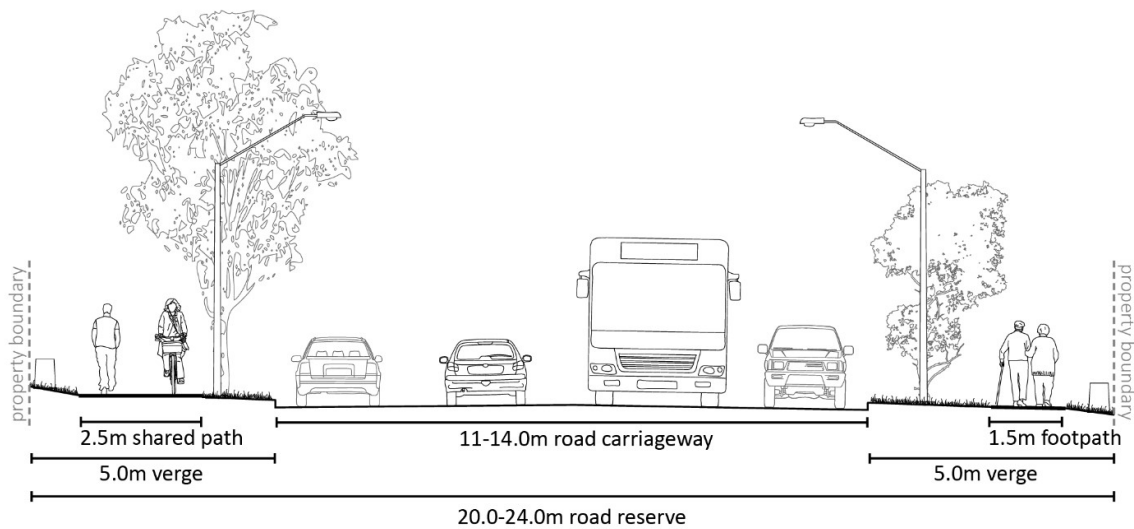 property boundary
property boundary
2.5m shared path
11-14.0m road carriageway
1.5m footpath
5.0m verge
5.0m verge
20.0-24.0m road reserve